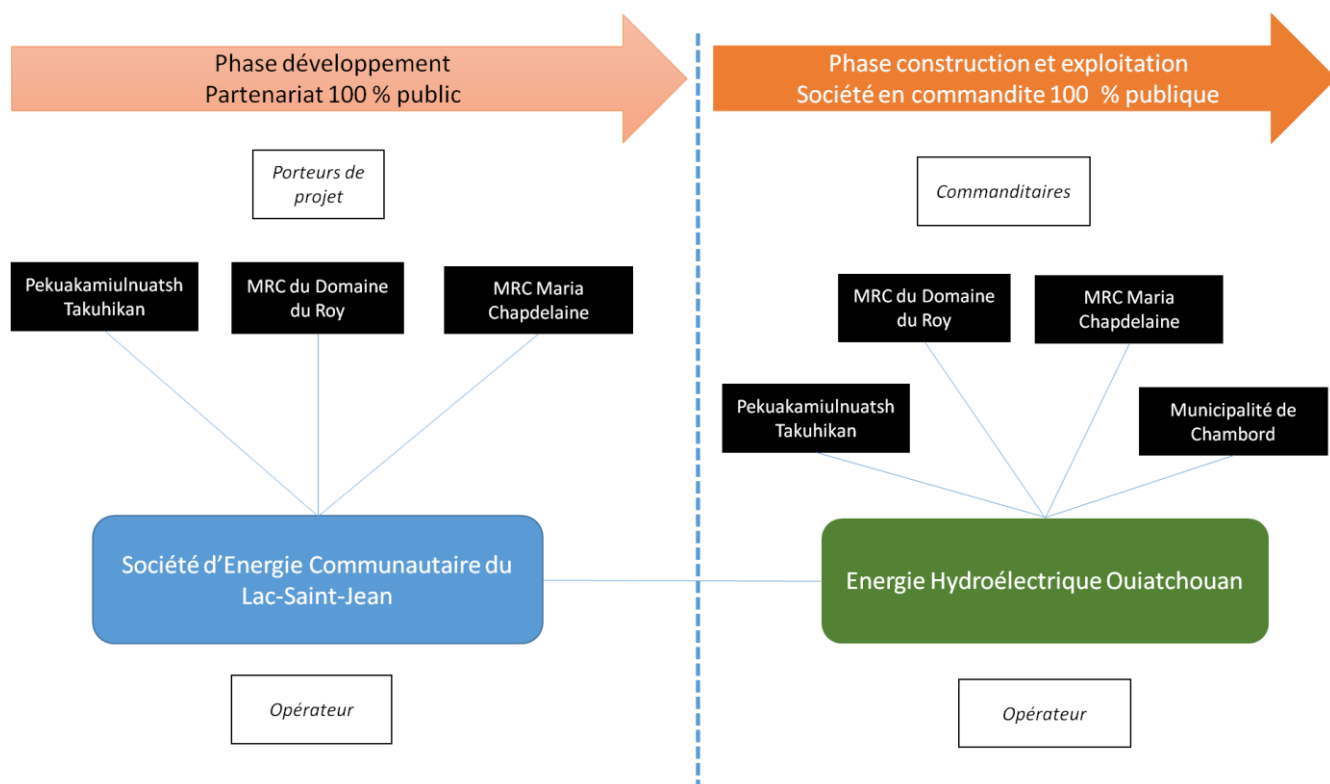 Phase développement
Partenariat 100 % public
Porteurs de
projet
Pekuakamiulnuatsh
Takuhikan
MRC du Domaine
du Roy
MRC Maria
Chapdelaine
Société d'Energie Communautaire du
Lac-Saint-Jean
Opérateur
Phase construction et exploitation
Société en commandite 100 % publique
Commanditaires
MRC du Domaine
du Roy
MRC Maria
Chapdelaine
Pekuakamiulnuatsh
Takuhikan
Municipalité de
Chambord
Energie Hydroélectrique Ouiatchouan
Opérateur